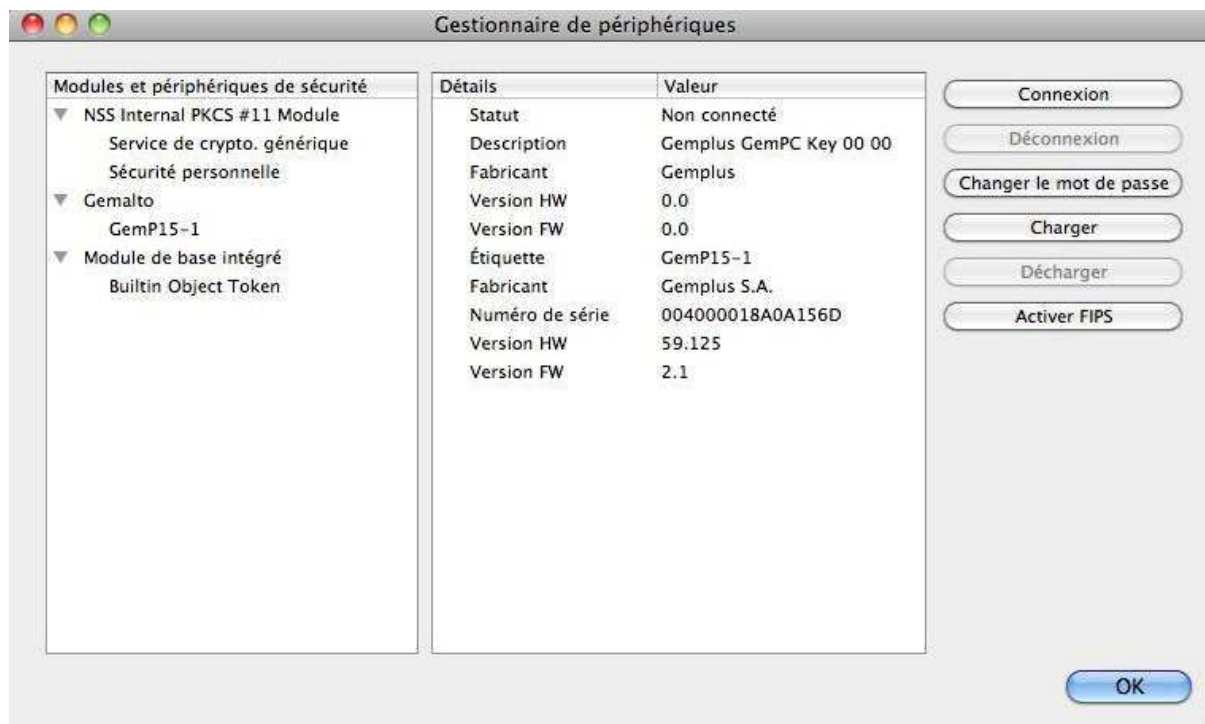 Gestionnaire de périphériques
Modules et périphériques de sécurité
NSS Internal PKCS #11 Module
Service de crypto. générique
Sécurité personnelle
Gemalto
GemP15-1
Module de base intégré
Builtin Object Token
Détails Valeur
Statut Non connecté
Description Gemplus GemPC Key 00 00
Fabricant Gemplus
Version HW 0.0
Version FW 0.0
Étiquette GemP15-1
Fabricant Gemplus S.A.
Numéro de série 004000018A0A156D
Version HW 59.125
Version FW 2.1
Connexion
Déconnexion
Changer le mot de passe
Charger
Décharger
Activer FIPS
OK